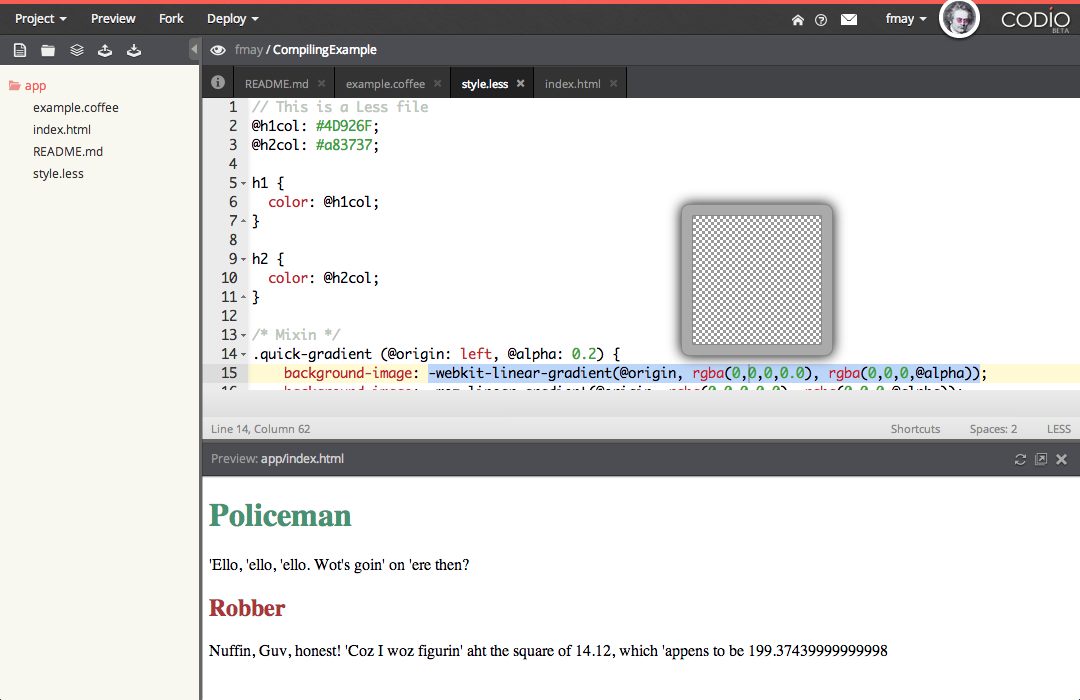 Project Preview Fork Deploy fmay CODIO
BETA
fmay / CompilingExample
app
example.coffee
index.html
README.md
style.less
README.md example.coffee style.less index.html
1 // This is a Less file
2 @h1col: #4D926F;
3 @h2col: #a83737;
4
5 h1 {
6 color: @h1col;
7 }
8
9 h2 {
10 color: @h2col;
11 }
12
13 /* Mixin */
14 .quick-gradient (@origin: left, @alpha: 0.2) {
15 background-image: -webkit-linear-gradient(@origin, rgba(0,0,0,0.0), rgba(0,0,0,@alpha));
Line 14, Column 62 Shortcuts Spaces: 2 LESS
Preview: app/index.html
Policeman
'Ello, 'ello, 'ello. Wot's goin' on 'ere then?
Robber
Nuffin, Guv, honest! 'Coz I woz figurin' aht the square of 14.12, which 'appens to be 199.37439999999998